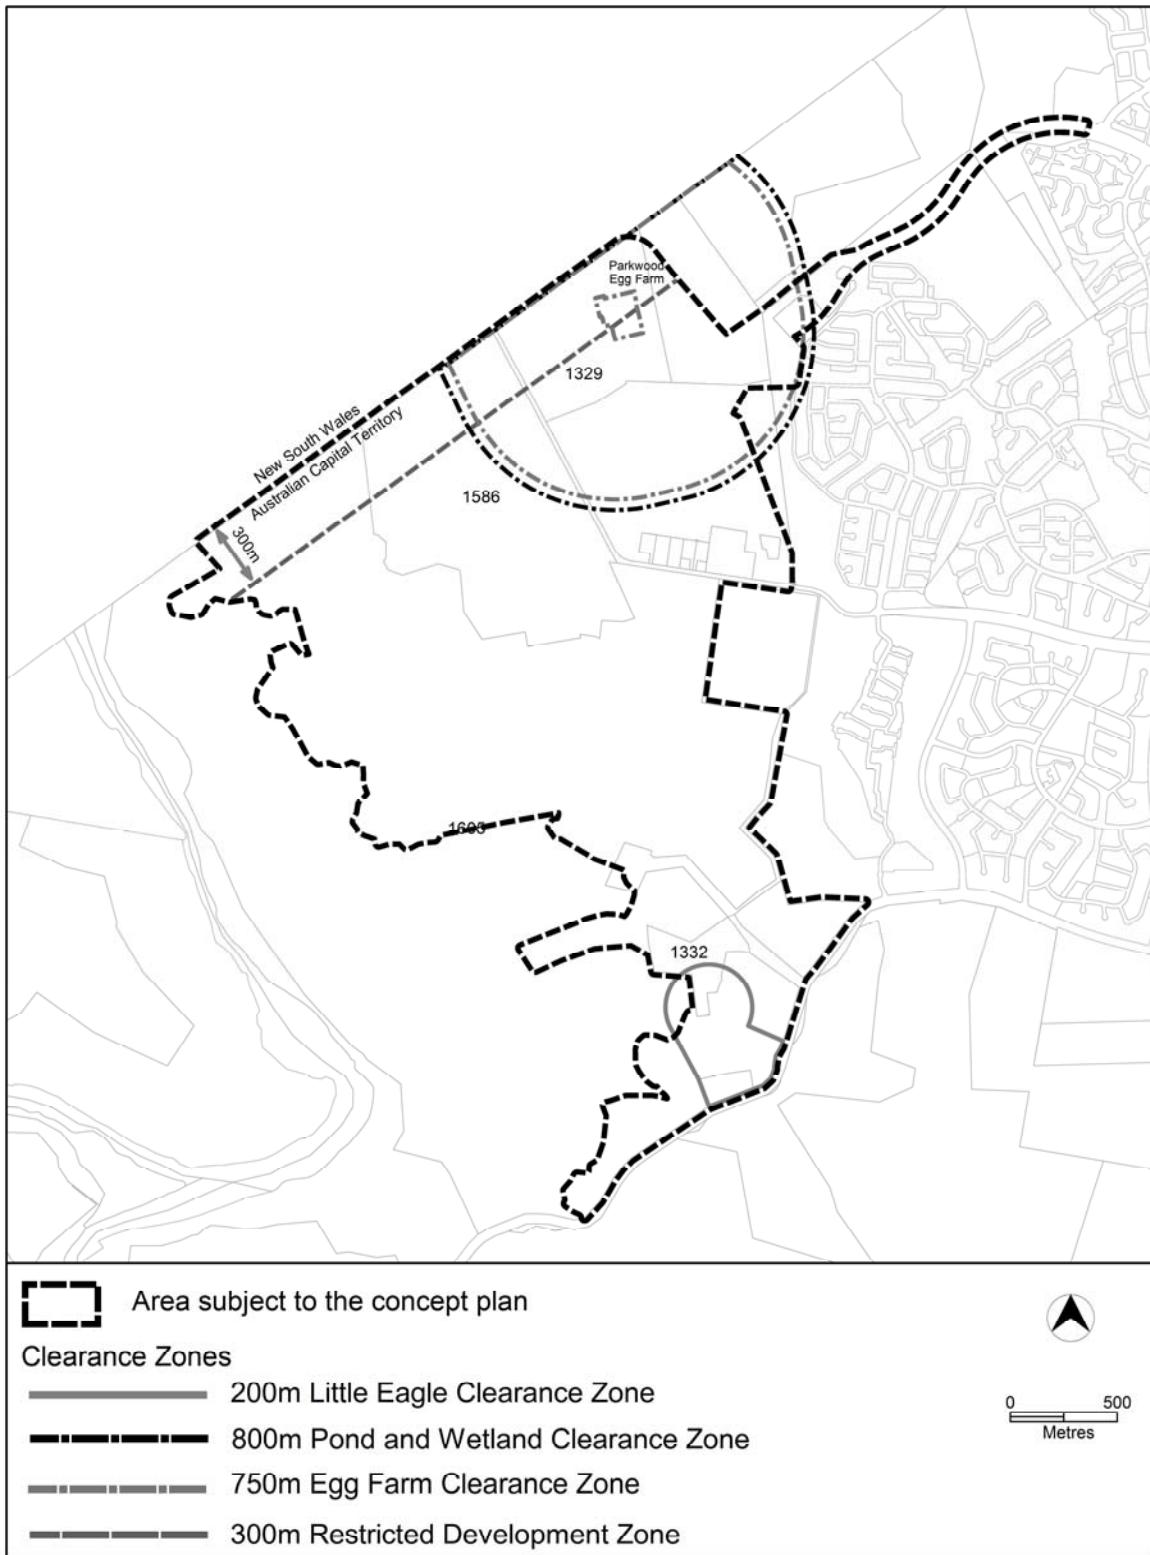 Parkwood
Egg Farm
1329
New South Wales
Australian Capital Territory
1586
300m
1605
1332
Area subject to the concept plan
Clearance Zones
200m Little Eagle Clearance Zone
800m Pond and Wetland Clearance Zone
750m Egg Farm Clearance Zone
300m Restricted Development Zone
0 500
Metres